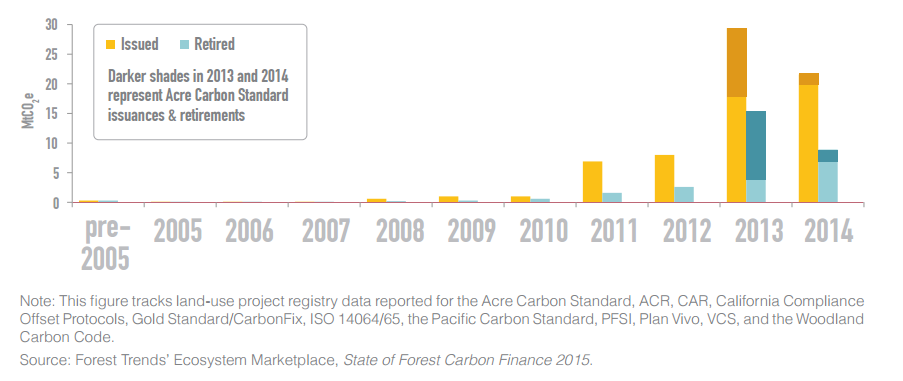 30
25
20
15
10
5
0
MtCO₂e
Issued Retired
Darker shades in 2013 and 2014
represent Acre Carbon Standard
issuances & retirements
pre-
2005
2005 2006 2007 2008 2009 2010 2011 2012 2013 2014
Note: This figure tracks land-use project registry data reported for the Acre Carbon Standard, ACR, CAR, California Compliance
Offset Protocols, Gold Standard/CarbonFix, ISO 14064/65, the Pacific Carbon Standard, PFSI, Plan Vivo, VCS, and the Woodland
Carbon Code.
Source: Forest Trends’ Ecosystem Marketplace, State of Forest Carbon Finance 2015.